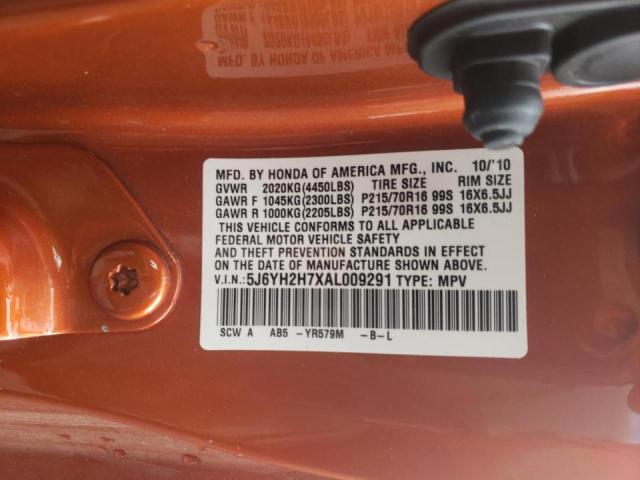 MFD. BY HONDA OF AMERICA MFG., INC. 10/'10
GVWR 2020KG(4450LBS) TIRE SIZE RIM SIZE
GAWR F 1045KG(2300LBS) P215/70R16 99S 16X6.5JJ
GAWR R 1000KG(2205LBS) P215/70R16 99S 16X6.5JJ
THIS VEHICLE CONFORMS TO ALL APPLICABLE
FEDERAL MOTOR VEHICLE SAFETY
AND THEFT PREVENTION STANDARDS IN EFFECT
ON THE DATE OF MANUFACTURE SHOWN ABOVE.
V.I.N.: 5J6YH2H7XAL009291 TYPE: MPV
SCW A AB5 -YR579M -B-L